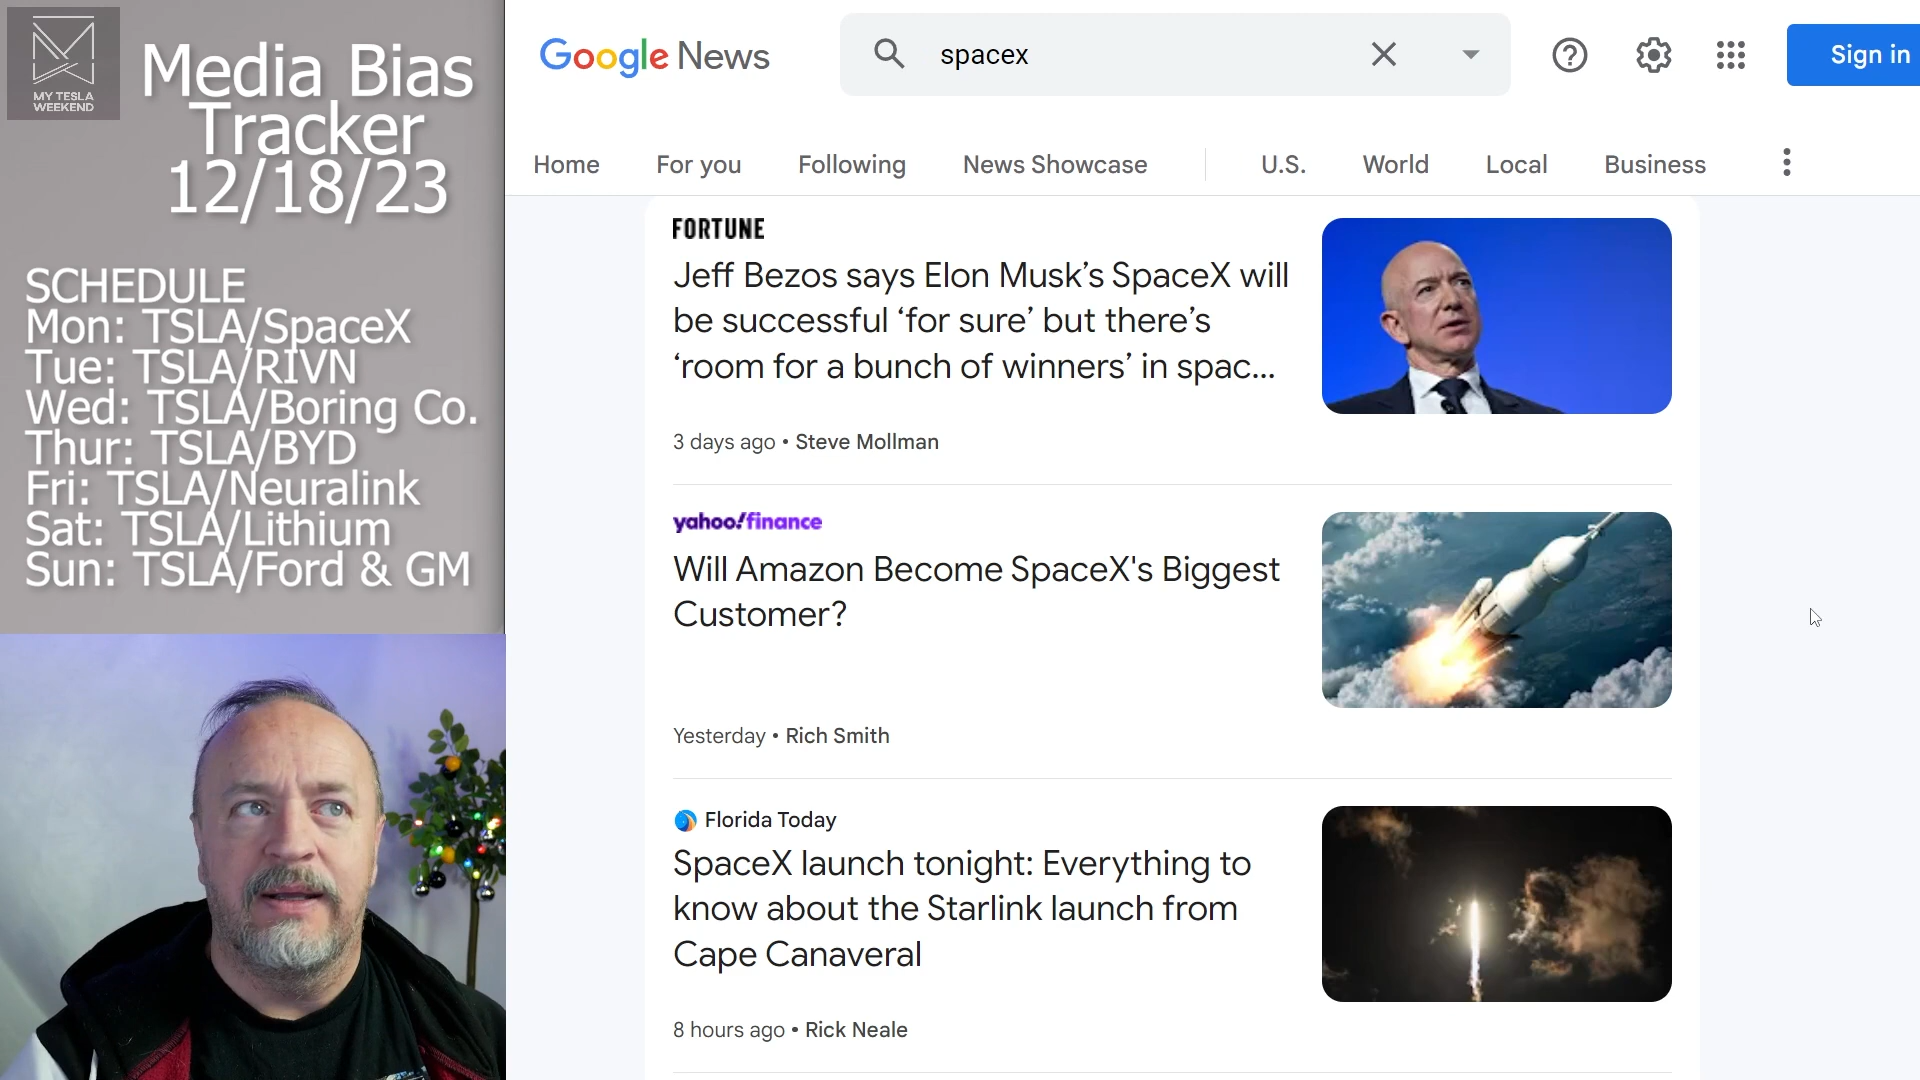 MY TESLA
WEEKEND
Media Bias
Tracker
12/18/23
SCHEDULE
Mon: TSLA/SpaceX
Tue: TSLA/RIVN
Wed: TSLA/Boring Co.
Thur: TSLA/BYD
Fri: TSLA/Neuralink
Sat: TSLA/Lithium
Sun: TSLA/Ford & GM
Google News
spacex
Sign in
Home For you Following News Showcase U.S. World Local Business
FORTUNE
Jeff Bezos says Elon Musk’s SpaceX will
be successful ‘for sure’ but there’s
‘room for a bunch of winners’ in spac...
3 days ago • Steve Mollman
yahoo!finance
Will Amazon Become SpaceX's Biggest
Customer?
Yesterday • Rich Smith
Florida Today
SpaceX launch tonight: Everything to
know about the Starlink launch from
Cape Canaveral
8 hours ago • Rick Neale